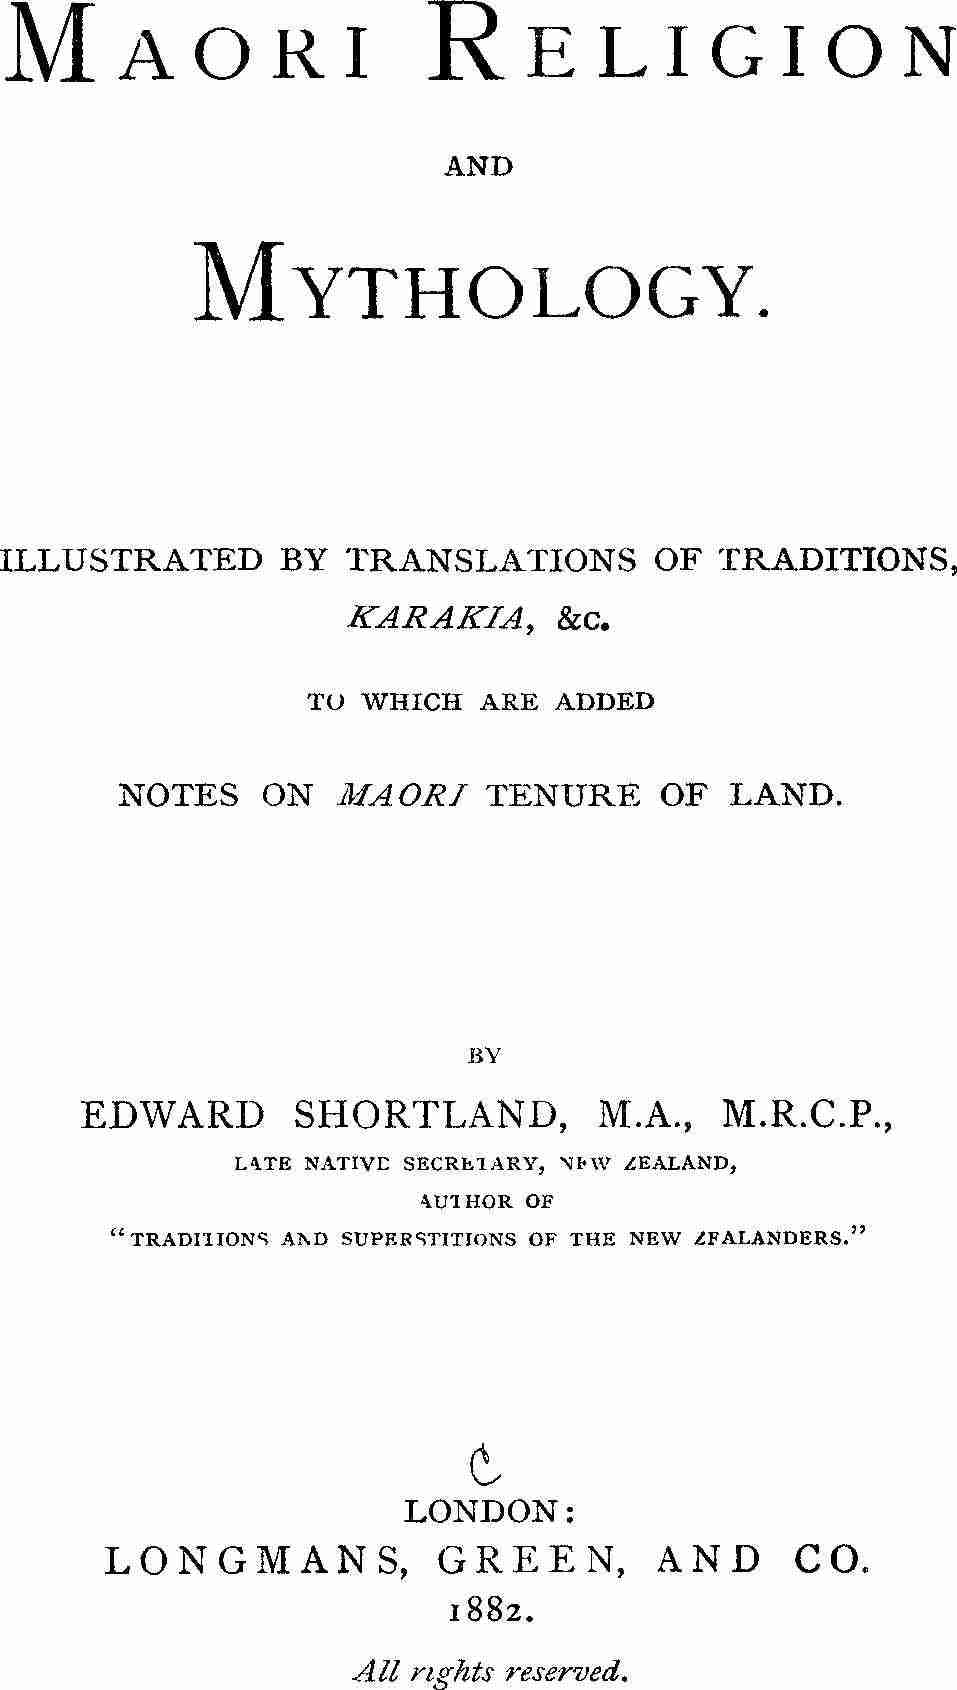 MAORI RELIGION
AND
MYTHOLOGY.
ILLUSTRATED BY TRANSLATIONS OF TRADITIONS,
KARAKIA, &c.
TO WHICH ARE ADDED
NOTES ON MAORI TENURE OF LAND.
BY
EDWARD SHORTLAND, M.A., M.R.C.P.,
LATE NATIVE SECRETARY, NEW ZEALAND,
AUTHOR OF
"TRADITIONS AND SUPERSTITIONS OF THE NEW ZEALANDERS."
LONDON:
LONGMANS, GREEN, AND CO.
1882.
All rights reserved.